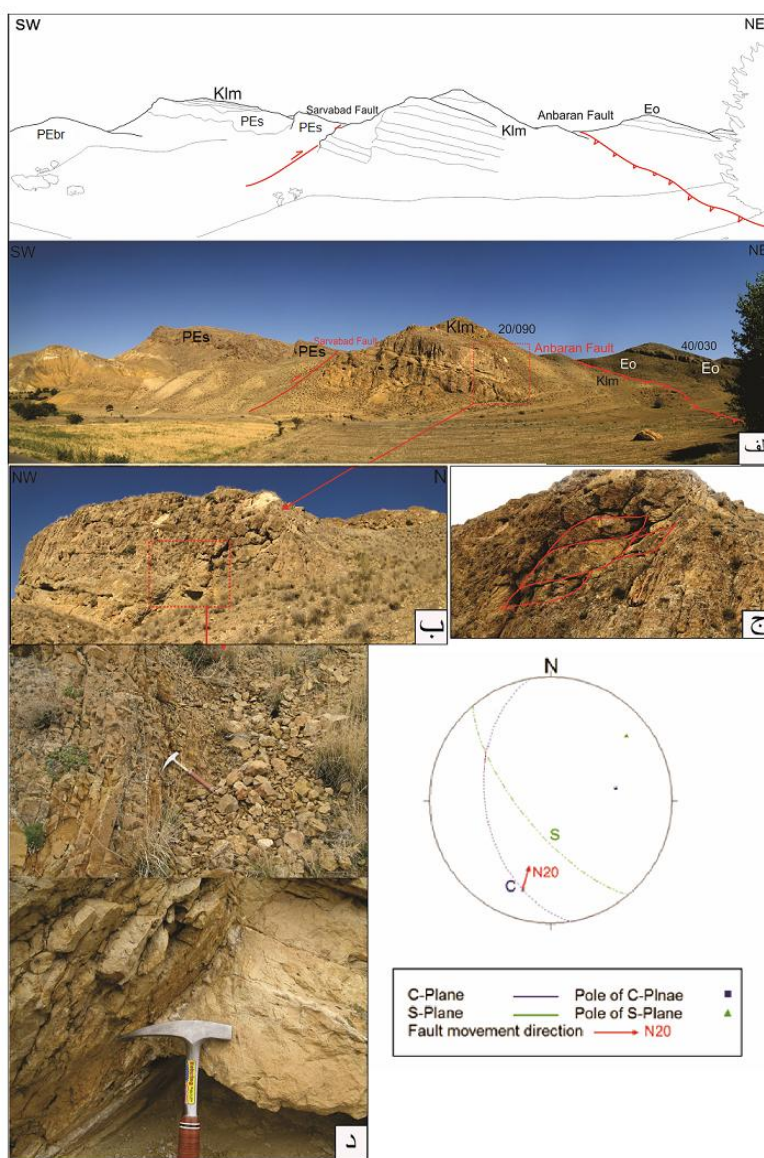 SW NE
Klm
Sarvabad Fault Anbaran Fault Eo
PEbr PEs PEs Klm
SW NE
Klm 20/090
PEs Sarvabad Fault PEs Anbaran Fault 40/030
Eo Eo
Klm
الف
NW N
ب ج
N
S
C N20
C-Plane Pole of C-Plnae
S-Plane Pole of S-Plane
Fault movement direction N20
د